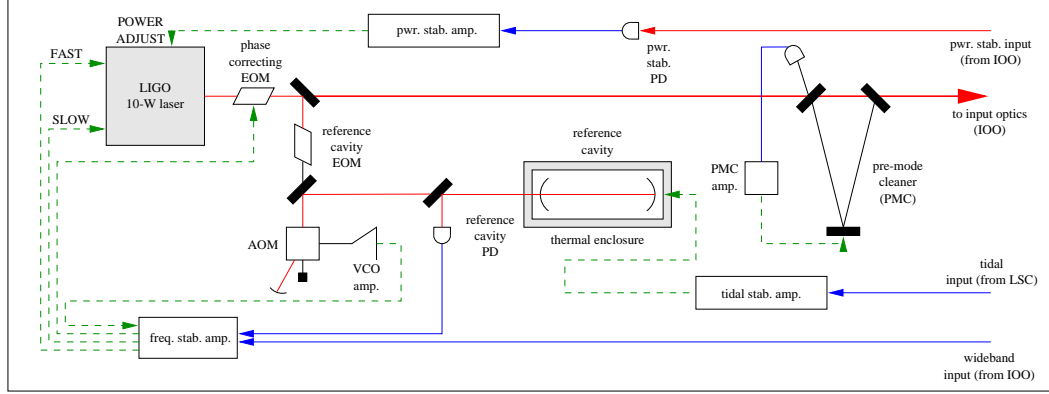 POWER
ADJUST
FAST
phase
correcting
EOM
pwr. stab. amp.
pwr.
stab.
PD
pwr. stab. input
(from IOO)
LIGO
10-W laser
SLOW
to input optics
(IOO)
reference
cavity
EOM
reference
cavity
PMC
amp.
pre-mode
cleaner
(PMC)
AOM
VCO
amp.
reference
cavity
PD
thermal enclosure
tidal
input (from LSC)
tidal stab. amp.
freq. stab. amp.
wideband
input (from IOO)